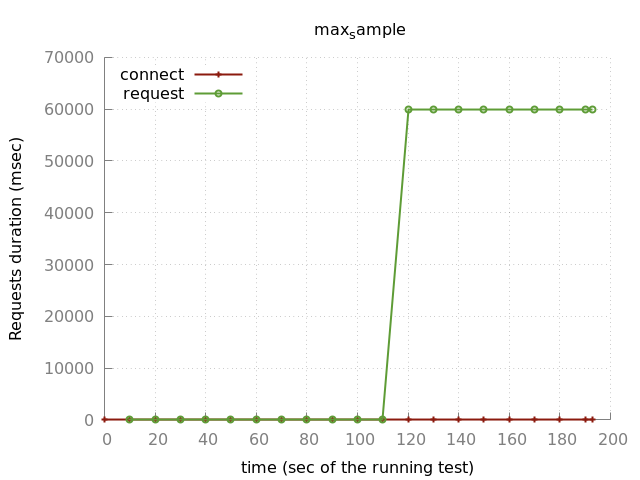 max_sample
70000
60000
50000
40000
30000
20000
10000
0
connect
request
Requests duration (msec)
0 20 40 60 80 100 120 140 160 180 200
time (sec of the running test)